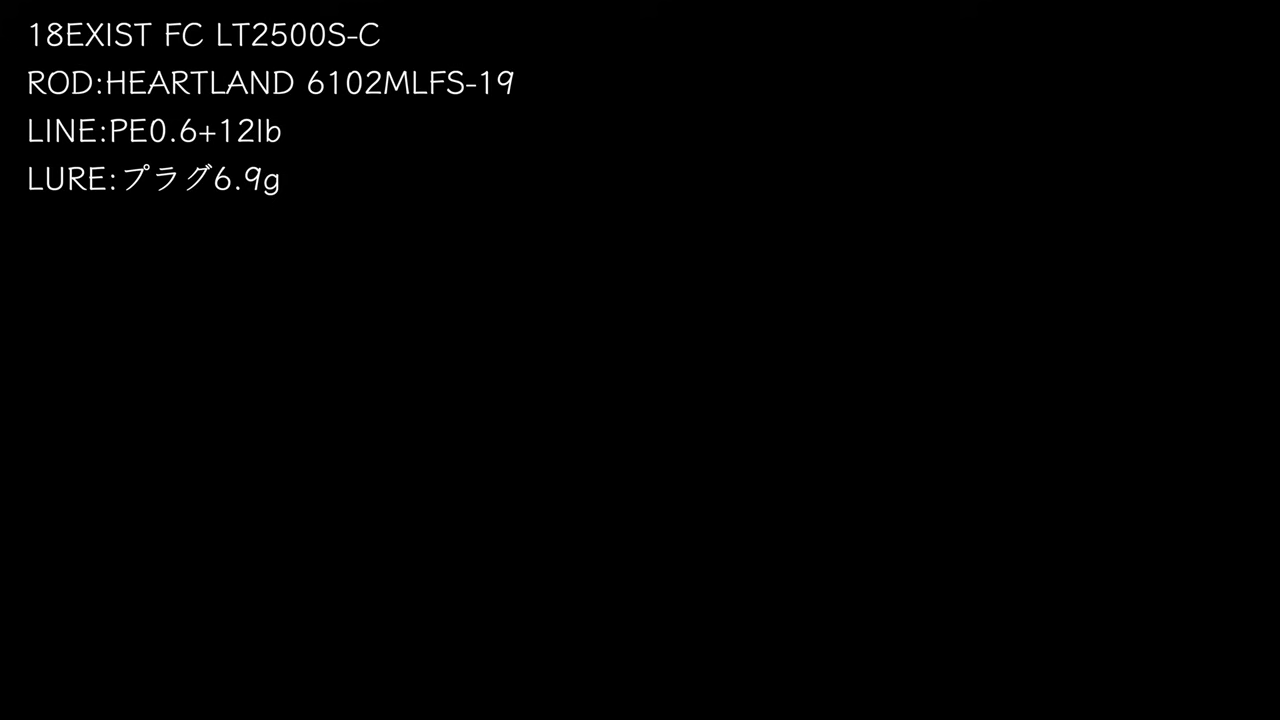 18EXIST FC LT2500S-C
ROD:HEARTLAND 6102MLFS-19
LINE:PE0.6+12lb
LURE:プラグ6.9g